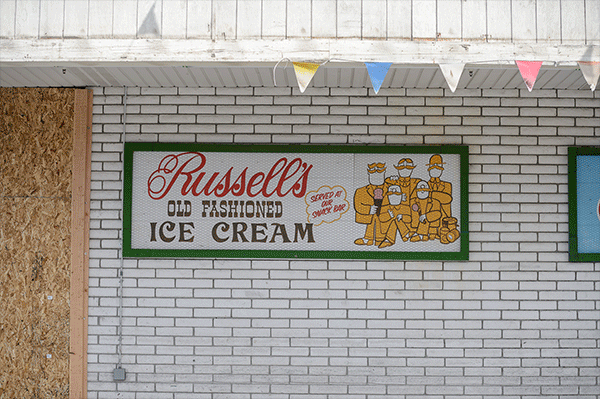 Russell's
OLD FASHIONED
ICE CREAM
SERVED AT
OUR
SNACK BAR